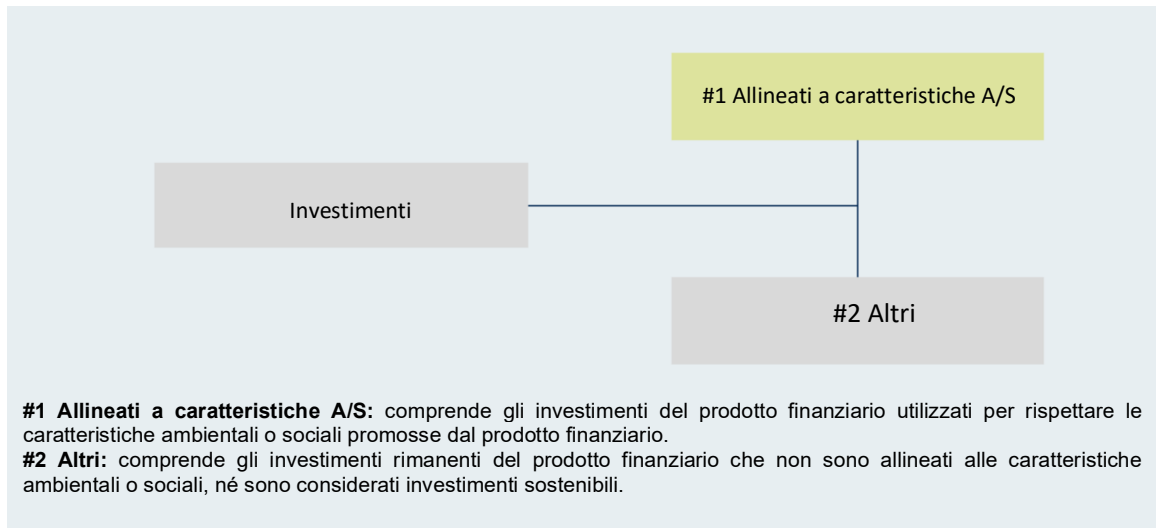 #1 Allineati a caratteristiche A/S
Investimenti
#2 Altri
#1 Allineati a caratteristiche A/S: comprende gli investimenti del prodotto finanziario utilizzati per rispettare le
caratteristiche ambientali o sociali promosse dal prodotto finanziario.
#2 Altri: comprende gli investimenti rimanenti del prodotto finanziario che non sono allineati alle caratteristiche
ambientali o sociali, né sono considerati investimenti sostenibili.